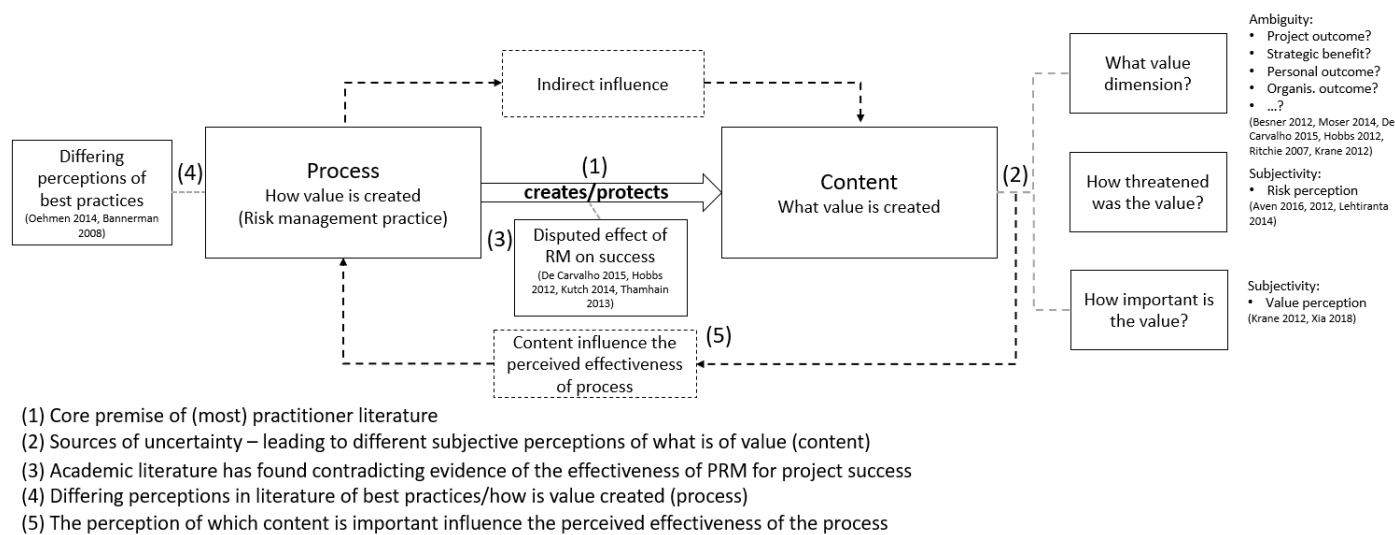 Differing
perceptions of
best practices
(Oehmen 2014, Bannerman
2008)
(4)
Process
How value is created
(Risk management practice)
Indirect influence
(1)
creates/protects
(3)
Disputed effect of
RM on success
(De Carvalho 2015, Hobbs
2012, Kutch 2014, Thamhain
2013)
Content
What value is created
(2)
What value
dimension?
Ambiguity:
• Project outcome?
• Strategic benefit?
• Personal outcome?
• Organis. outcome?
• ...?
(Besner 2012, Moser 2014, De
Carvalho 2015, Hobbs 2012,
Ritchie 2007, Krane 2012)
How threatened
was the value?
Subjectivity:
• Risk perception
(Aven 2016, 2012, Lehtiranta
2014)
How important is
the value?
Subjectivity:
• Value perception
(Krane 2012, Xia 2018)
Content influence the
perceived effectiveness
of process
(5)
(1) Core premise of (most) practitioner literature
(2) Sources of uncertainty – leading to different subjective perceptions of what is of value (content)
(3) Academic literature has found contradicting evidence of the effectiveness of PRM for project success
(4) Differing perceptions in literature of best practices/how is value created (process)
(5) The perception of which content is important influence the perceived effectiveness of the process